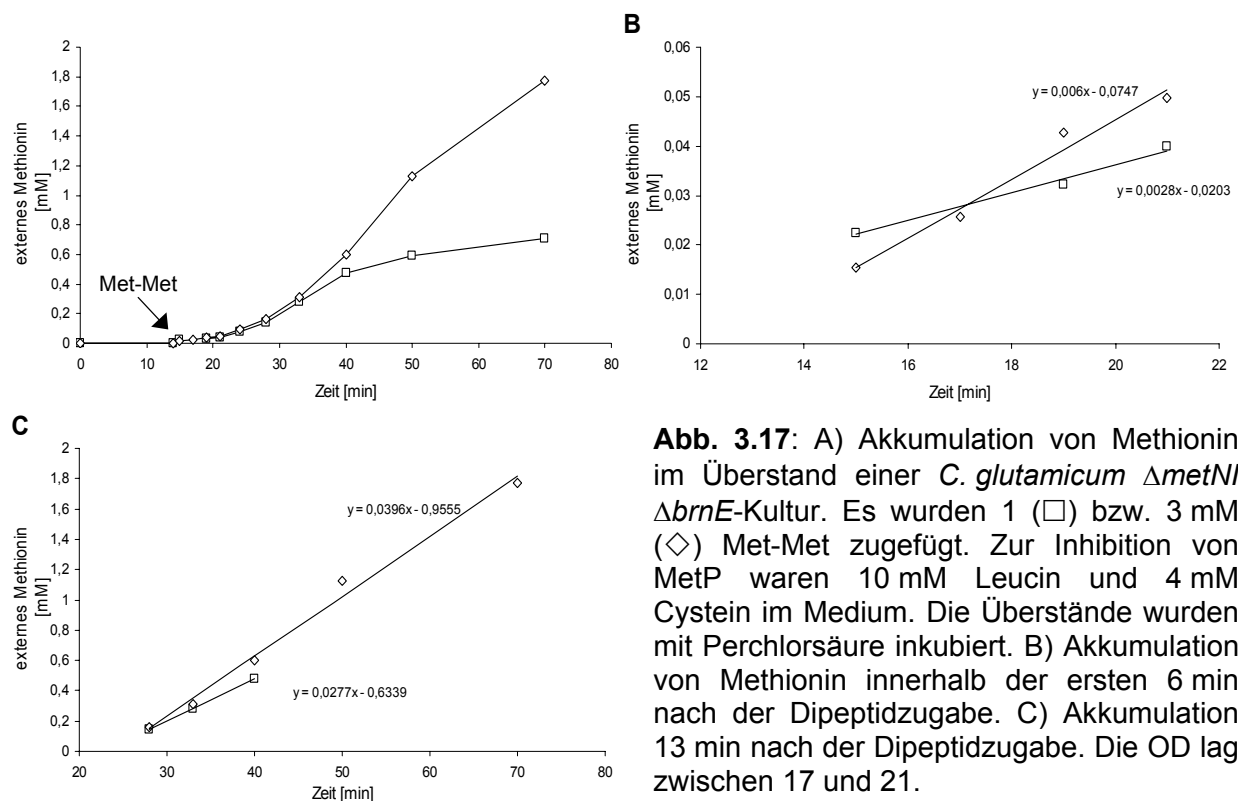 B
2
1,8
1,6
1,4
1,2
1
0,8
0,6
0,4
0,2
0
externes Methionin
[mM]
Met-Met
0 10 20 30 40 50 60 70 80
Zeit [min]
0,06
0,05
0,04
0,03
0,02
0,01
0
externes Methionin
[mM]
y = 0,006x - 0,0747
y = 0,0028x - 0,0203
12 14 16 18 20 22
Zeit [min]
C
2
1,8
1,6
1,4
1,2
1
0,8
0,6
0,4
0,2
0
externes Methionin
[mM]
y = 0,0396x - 0,9555
y = 0,0277x - 0,6339
20 30 40 50 60 70 80
Zeit [min]
Abb. 3.17: A) Akkumulation von Methionin
im Überstand einer C. glutamicum ΔmetNI
ΔbrnE-Kultur. Es wurden 1 (□) bzw. 3 mM
(◇) Met-Met zugefügt. Zur Inhibition von
MetP waren 10 mM Leucin und 4 mM
Cystein im Medium. Die Überstände wurden
mit Perchlorsäure inkubiert. B) Akkumulation
von Methionin innerhalb der ersten 6 min
nach der Dipeptidzugabe. C) Akkumulation
13 min nach der Dipeptidzugabe. Die OD lag
zwischen 17 und 21.